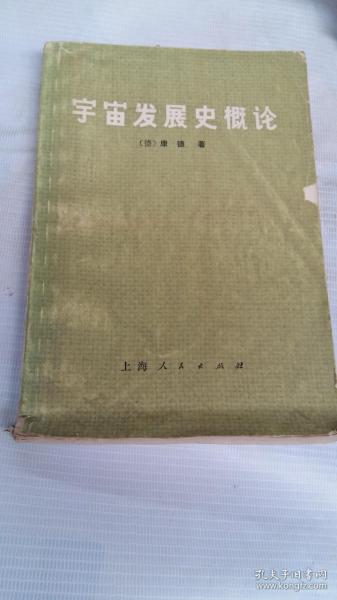 宇宙发展史概论
〔德〕康德 著
上海人民出版社
孔夫子旧书网